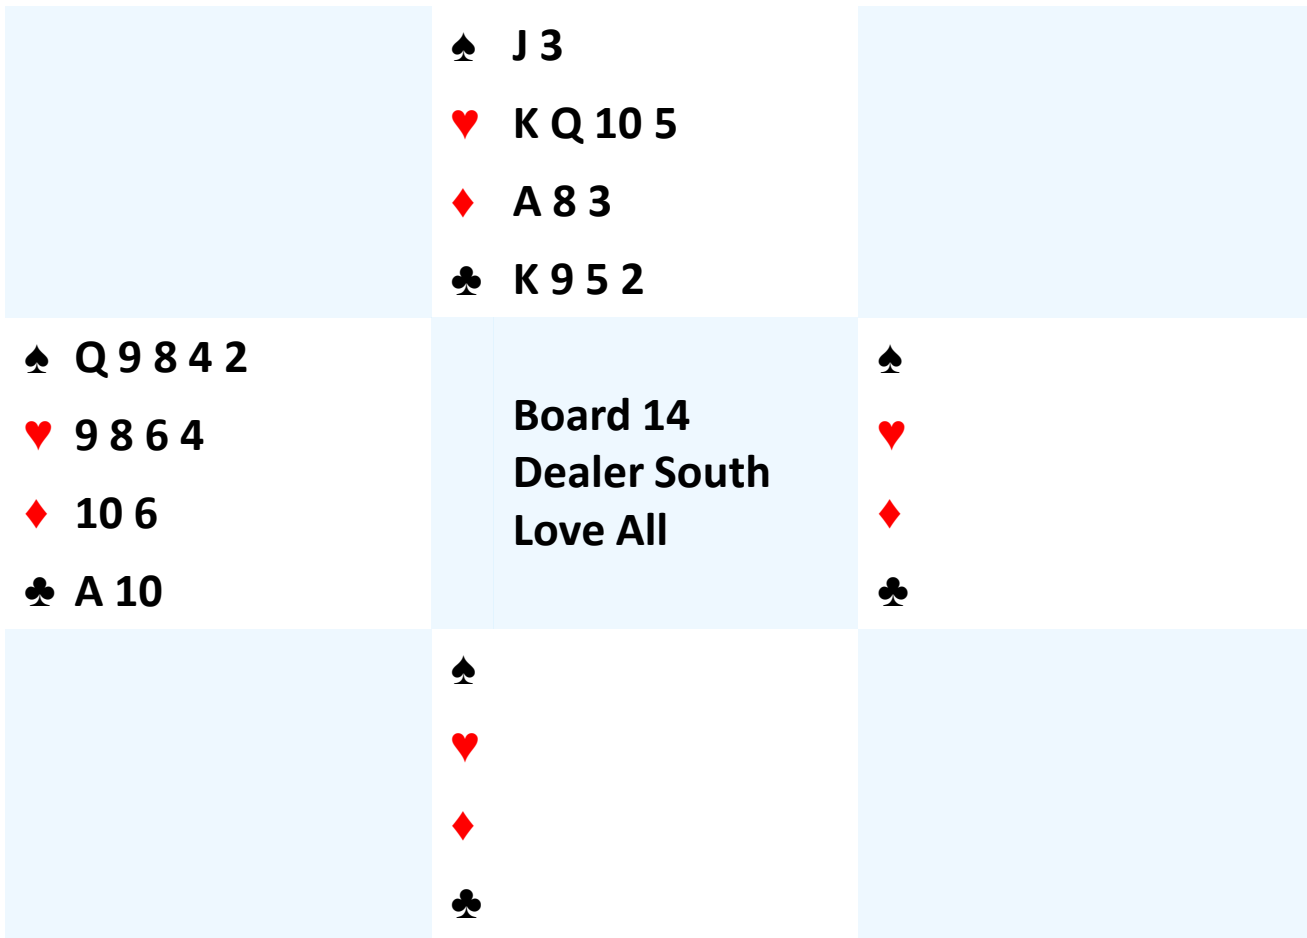 ♠ J 3
♥ K Q 10 5
♦ A 8 3
♣ K 9 5 2
♠ Q 9 8 4 2
♥ 9 8 6 4
♦ 10 6
♣ A 10
Board 14
Dealer South
Love All
♠
♥
♦
♣
♠
♥
♦
♣